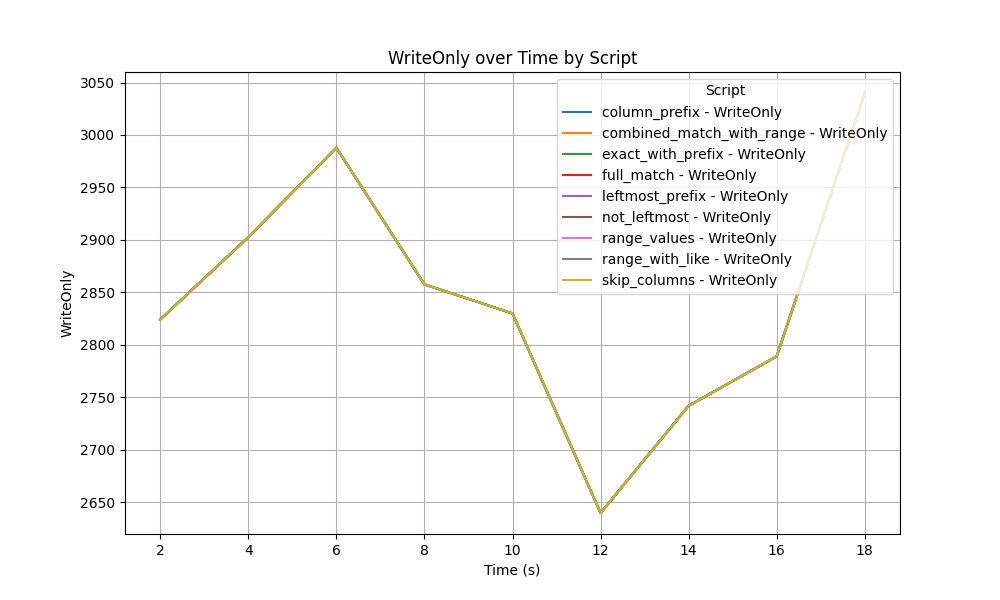 WriteOnly over Time by Script
3050
3000
2950
2900
2850
2800
2750
2700
2650
WriteOnly
Script
column_prefix - WriteOnly
combined_match_with_range - WriteOnly
exact_with_prefix - WriteOnly
full_match - WriteOnly
leftmost_prefix - WriteOnly
not_leftmost - WriteOnly
range_values - WriteOnly
range_with_like - WriteOnly
skip_columns - WriteOnly
2 4 6 8 10 12 14 16 18
Time (s)